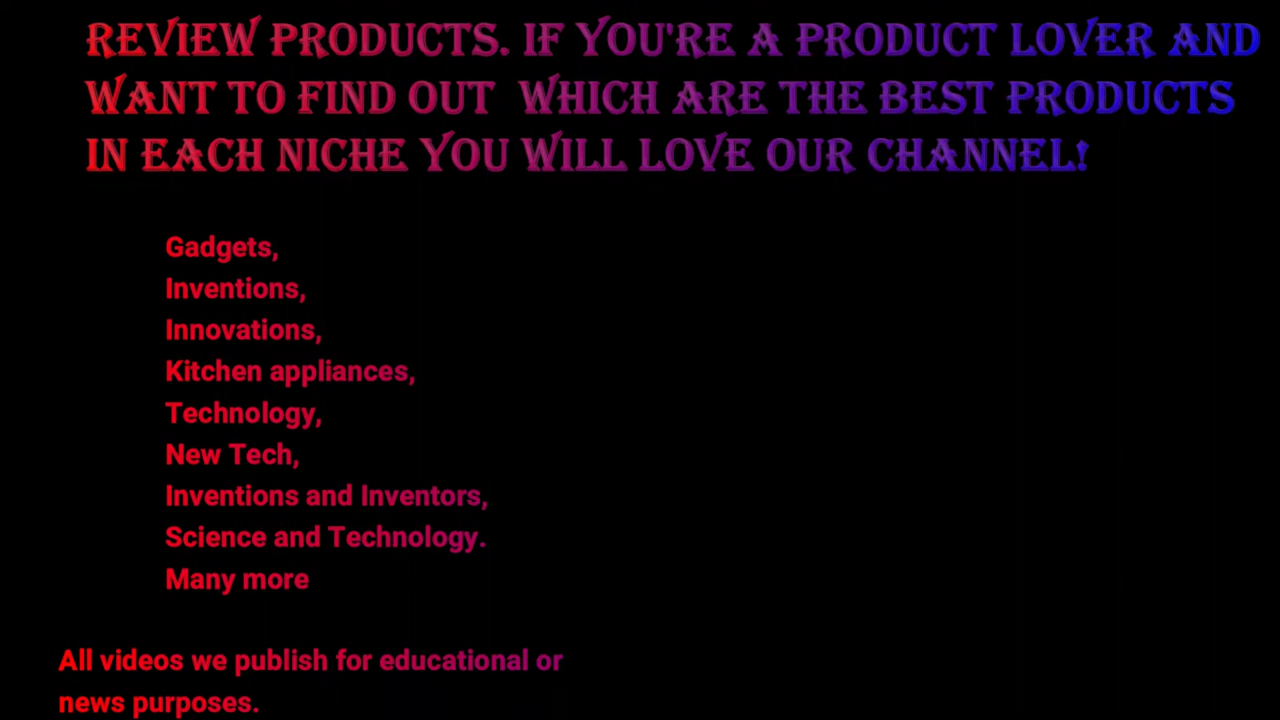 REVIEW PRODUCTS. IF YOU'RE A PRODUCT LOVER AND
WANT TO FIND OUT WHICH ARE THE BEST PRODUCTS
IN EACH NICHE YOU WILL LOVE OUR CHANNEL!
Gadgets,
Inventions,
Innovations,
Kitchen appliances,
Technology,
New Tech,
Inventions and Inventors,
Science and Technology.
Many more
All videos we publish for educational or
news purposes.